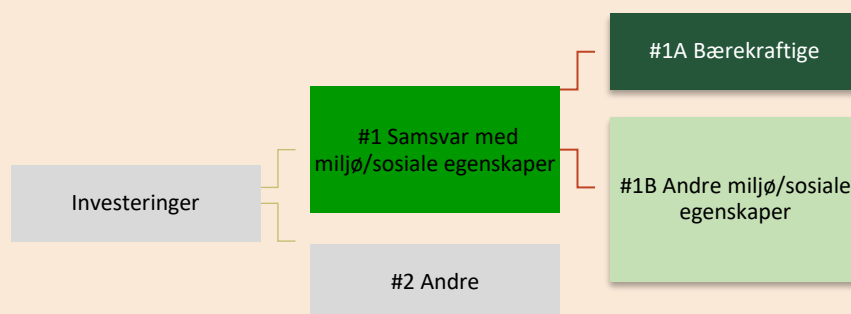 Investeringer
#1 Samsvar med
miljø/sosiale egenskaper
#2 Andre
#1A Bærekraftige
#1B Andre miljø/sosiale
egenskaper